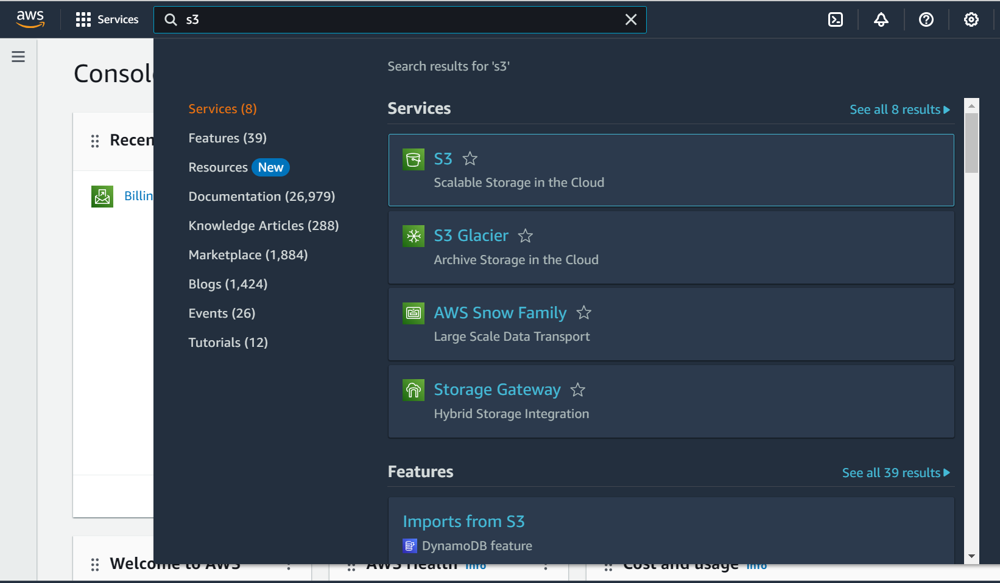 aws
Services
s3
Consol
Search results for 's3'
Services (8)
Features (39)
Resources New
Documentation (26,979)
Knowledge Articles (288)
Marketplace (1,884)
Blogs (1,424)
Events (26)
Tutorials (12)
Services
See all 8 results
S3
Scalable Storage in the Cloud
S3 Glacier
Archive Storage in the Cloud
AWS Snow Family
Large Scale Data Transport
Storage Gateway
Hybrid Storage Integration
Features
See all 39 results
Imports from S3
DynamoDB feature
Recen
Billin
Welcome to AWS
AWS Health Info
Cost and usage Info